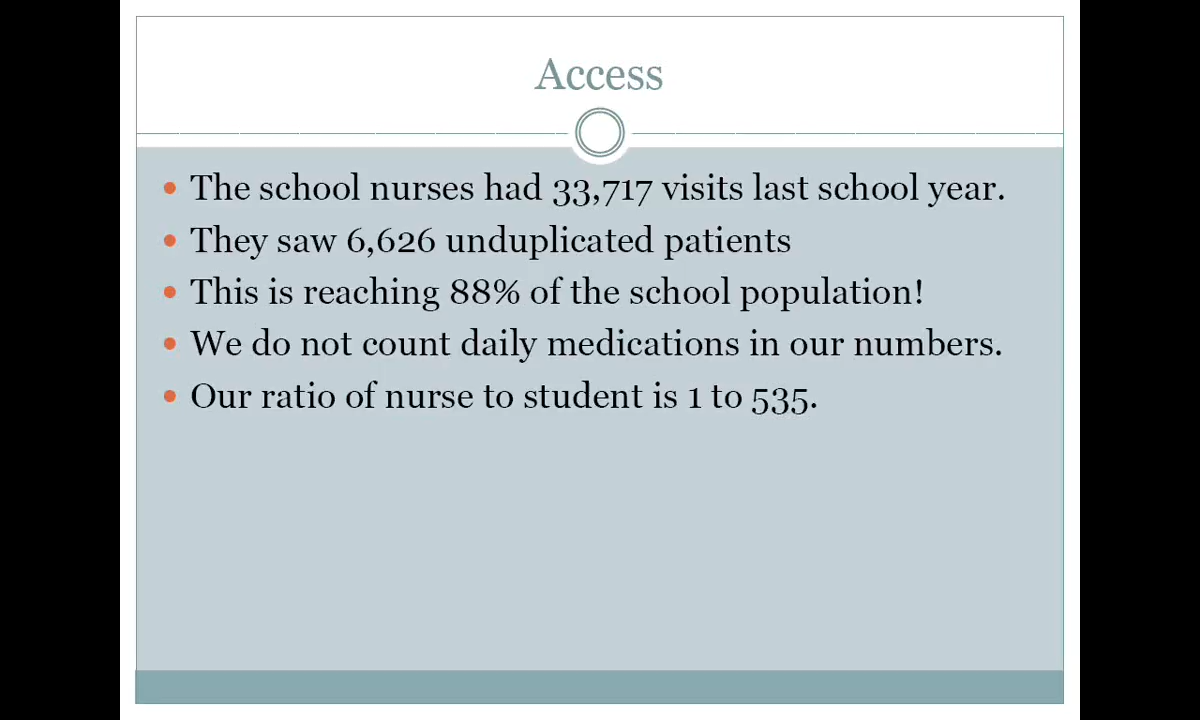 Access
The school nurses had 33,717 visits last school year.
They saw 6,626 unduplicated patients
This is reaching 88% of the school population!
We do not count daily medications in our numbers.
Our ratio of nurse to student is 1 to 535.